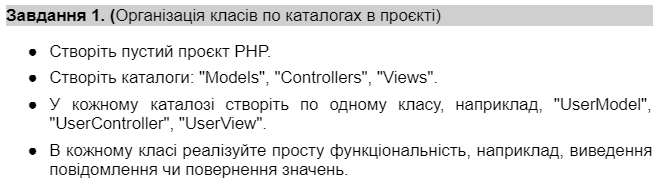 Завдання 1. (Організація класів по каталогах в проєкті)
● Створіть пустий проєкт PHP.
● Створіть каталоги: "Models", "Controllers", "Views".
● У кожному каталозі створіть по одному класу, наприклад, "UserModel",
"UserController", "UserView".
● В кожному класі реалізуйте просту функціональність, наприклад, виведення
повідомлення чи повернення значень.